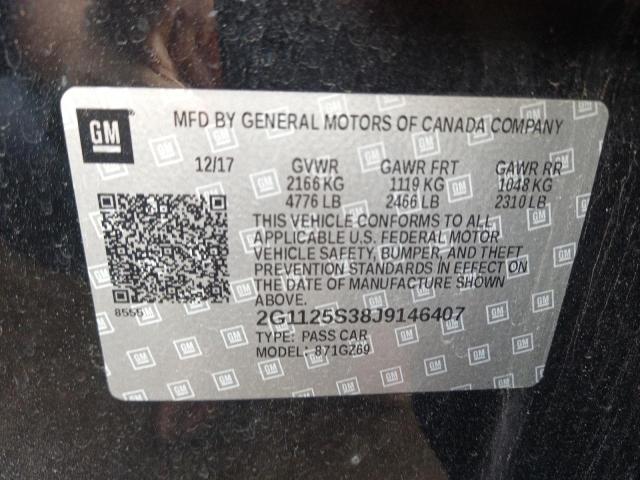 GM
MFD BY GENERAL MOTORS OF CANADA COMPANY
12/17 GVWR GAWR FRT GAWR RR
2166 KG 1119 KG 1048 KG
4776 LB 2466 LB 2310 LB
THIS VEHICLE CONFORMS TO ALL
APPLICABLE U.S. FEDERAL MOTOR
VEHICLE SAFETY, BUMPER, AND THEFT
PREVENTION STANDARDS IN EFFECT ON
THE DATE OF MANUFACTURE SHOWN
ABOVE.
2G1125S38J9146407
TYPE: PASS CAR
MODEL: 871GZ69